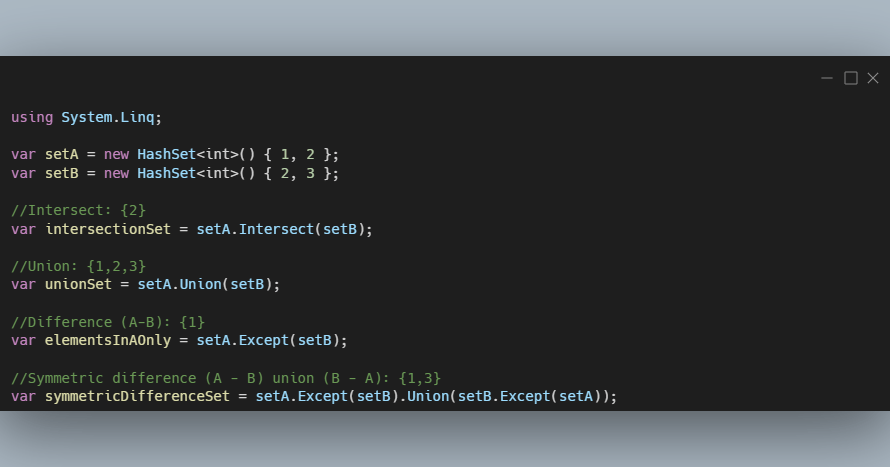 using System.Linq;
var setA = new HashSet<int>() { 1, 2 };
var setB = new HashSet<int>() { 2, 3 };
//Intersect: {2}
var intersectionSet = setA.Intersect(setB);
//Union: {1,2,3}
var unionSet = setA.Union(setB);
//Difference (A-B): {1}
var elementsInAOnly = setA.Except(setB);
//Symmetric difference (A - B) union (B - A): {1,3}
var symmetricDifferenceSet = setA.Except(setB).Union(setB.Except(setA));